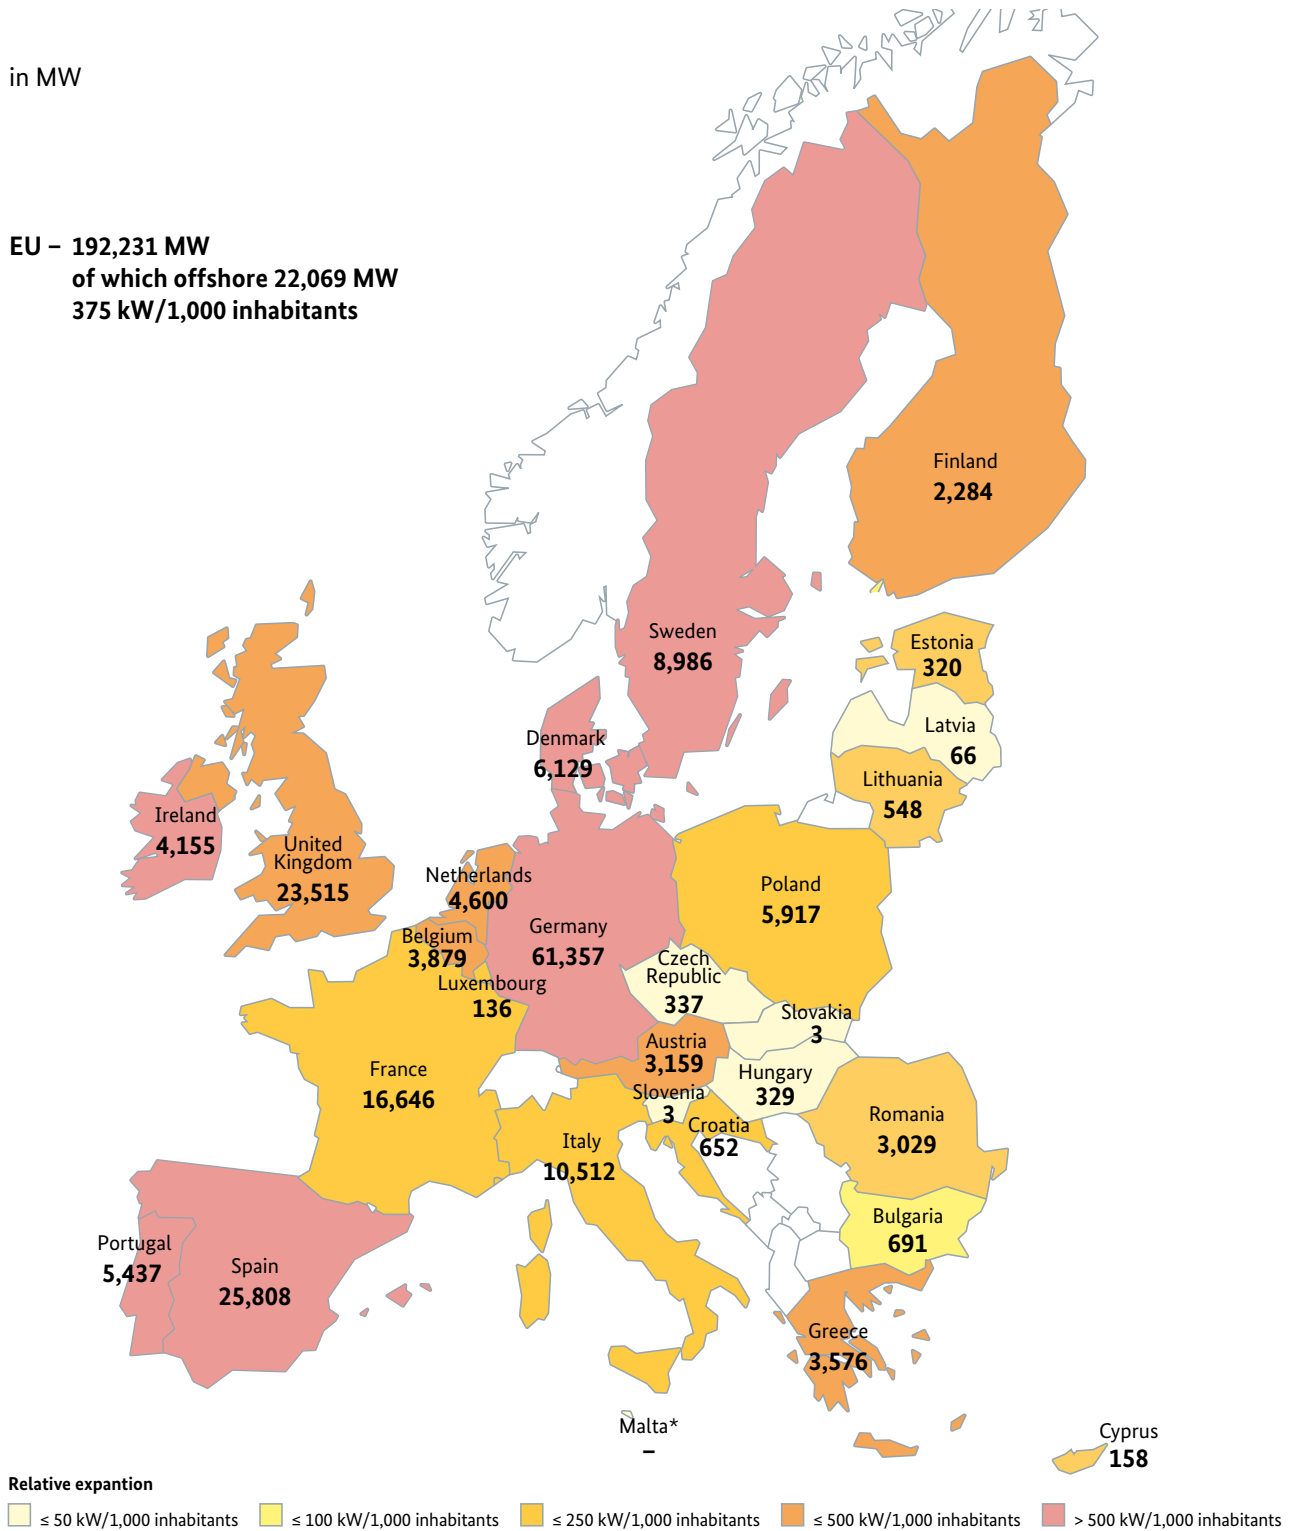 in MW
EU – 192,231 MW
of which offshore 22,069 MW
375 kW/1,000 inhabitants
Finland
2,284
Sweden
8,986
Estonia
320
Latvia
66
Lithuania
548
Denmark
6,129
Ireland
4,155
United
Kingdom
23,515
Netherlands
4,600
Belgium
3,879
Luxembourg
136
Germany
61,357
Poland
5,917
Czech
Republic
337
Slovakia
3
Austria
3,159
Hungary
329
Slovenia
3
Croatia
652
Romania
3,029
France
16,646
Italy
10,512
Bulgaria
691
Portugal
5,437
Spain
25,808
Greece
3,576
Malta*
–
Cyprus
158
Relative expantion
≤ 50 kW/1,000 inhabitants
≤ 100 kW/1,000 inhabitants
≤ 250 kW/1,000 inhabitants
≤ 500 kW/1,000 inhabitants
> 500 kW/1,000 inhabitants